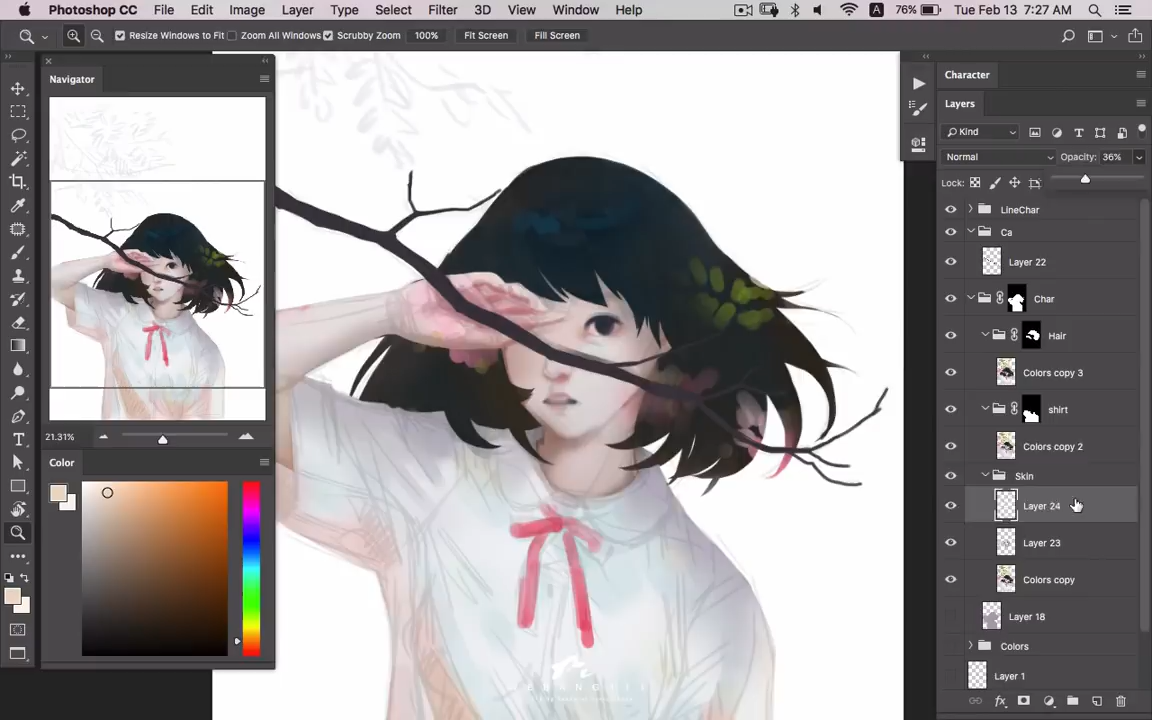 Photoshop CC File Edit Image Layer Type Select Filter 3D View Window Help A 76% Tue Feb 13 7:27 AM
Resize Windows to Fit Zoom All Windows Scrubby Zoom 100% Fit Screen Fill Screen
Navigator
21.31%
Color
Character
Layers
Kind
Normal Opacity: 36%
Lock:
LineChar
Ca
Layer 22
Char
Hair
Colors copy 3
shirt
Colors copy 2
Skin
Layer 24
Layer 23
Colors copy
Layer 18
Colors
Layer 1
fx